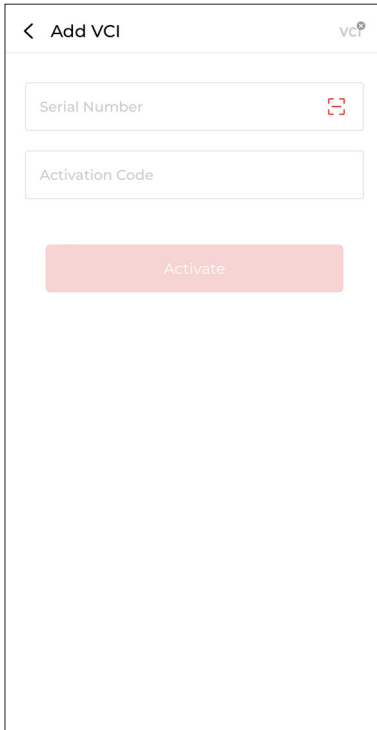 Add VCI
VCI
Serial Number
Activation Code
Activate